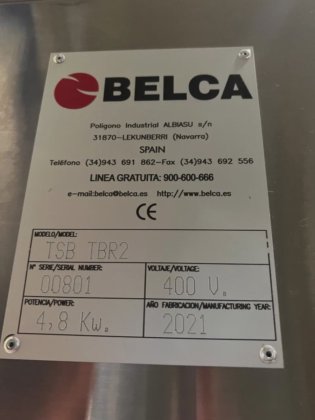 BELCA
Polígono Industrial ALBIASU s/n
31870-LEKUNBERRI (Navarra)
SPAIN
Teléfono (34)943 691 862-Fax (34)943 692 556
LINEA GRATUITA: 900-600-666
e-mail:belca@belca.es http://www.belca.es
CE
MODELO/MODEL:
TSB TBR2
Nº SERIE/SERIAL NUMBER: VOLTAJE/VOLTAGE:
00801 400 V.
POTENCIA/POWER: AÑO FABRICACION/MANUFACTURING YEAR:
4,8 Kw. 2021